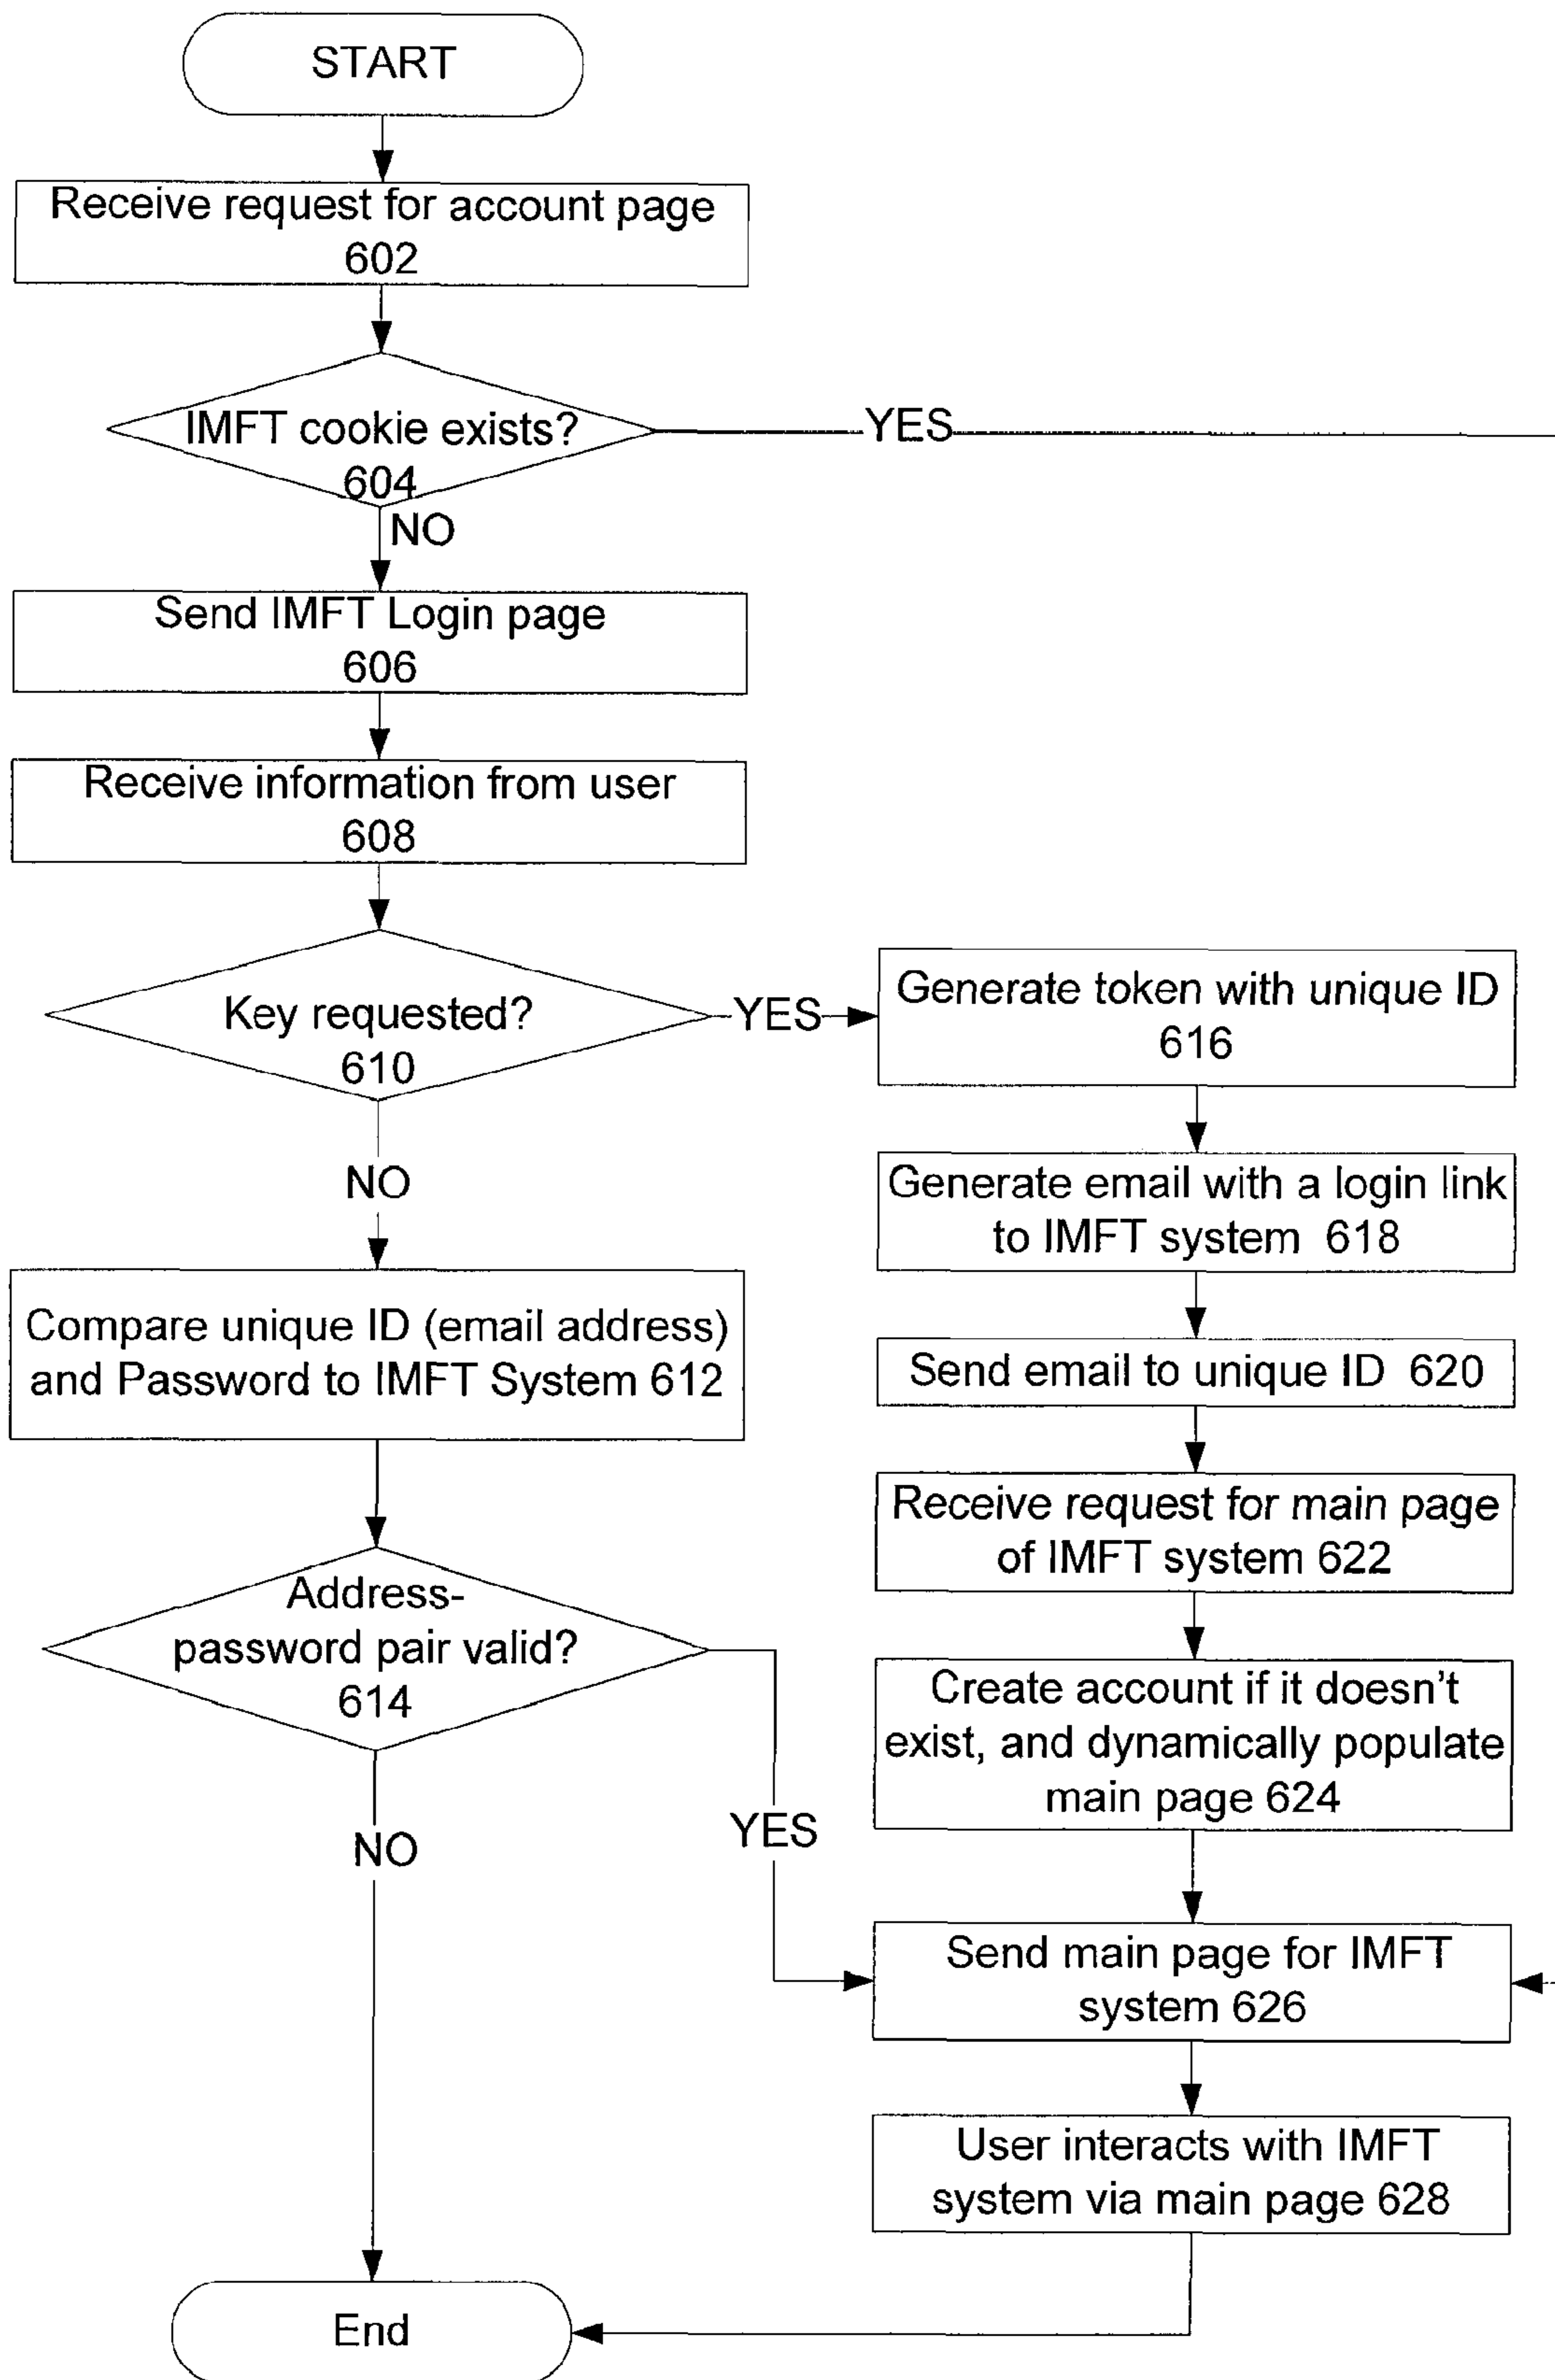 START
Receive request for account page
602
IMFT cookie exists?
604
YES
NO
Send IMFT Login page
606
Receive information from user
608
Key requested?
610
YES
NO
Generate token with unique ID
616
Generate email with a login link
to IMFT system 618
Send email to unique ID 620
Receive request for main page
of IMFT system 622
Create account if it doesn't
exist, and dynamically populate
main page 624
Compare unique ID (email address)
and Password to IMFT System 612
Address-
password pair valid?
614
YES
NO
Send main page for IMFT
system 626
User interacts with IMFT
system via main page 628
End